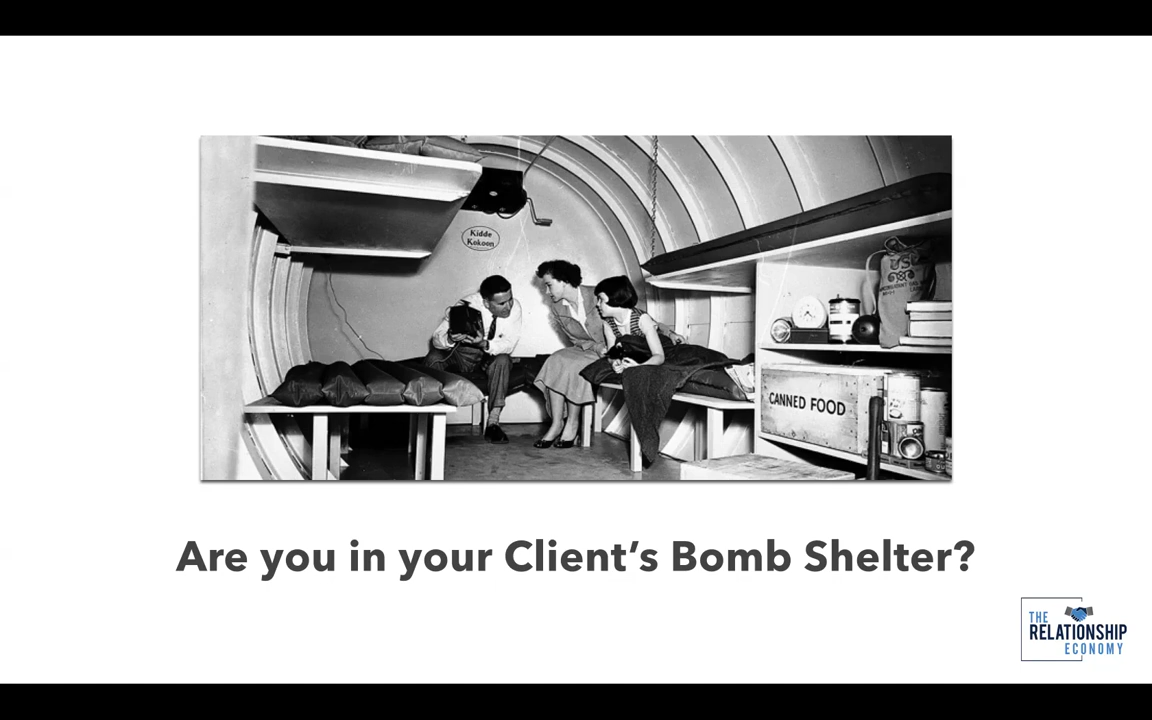 Kidde
Kokoon
CANNED FOOD
Are you in your Client's Bomb Shelter?
THE
RELATIONSHIP
ECONOMY